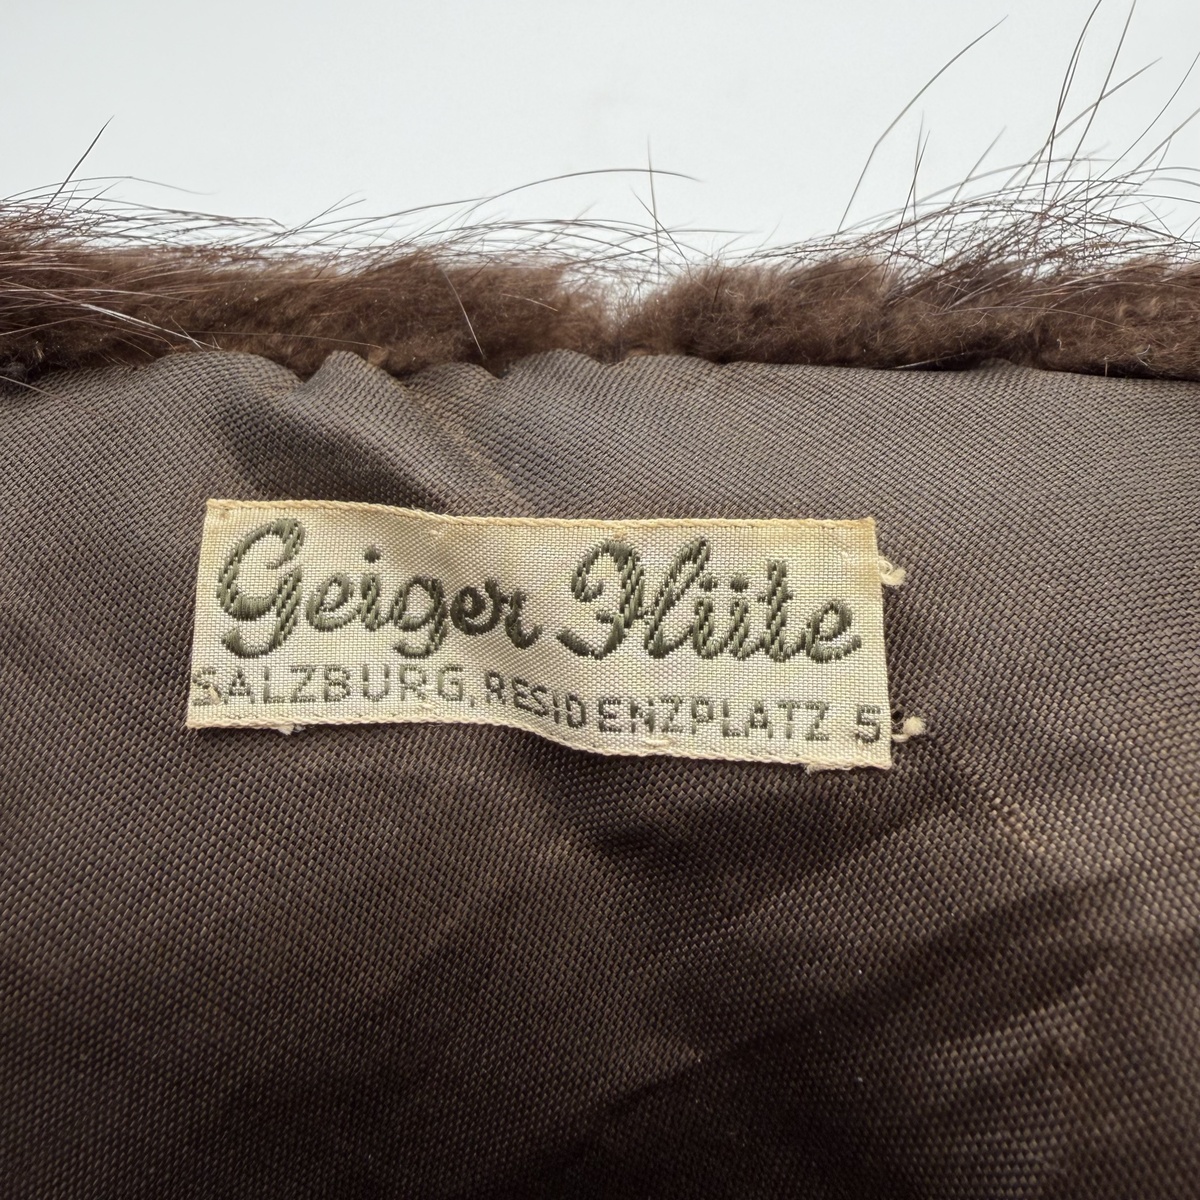 Geiger Hüte
SALZBURG, RESIDENZPLATZ 5